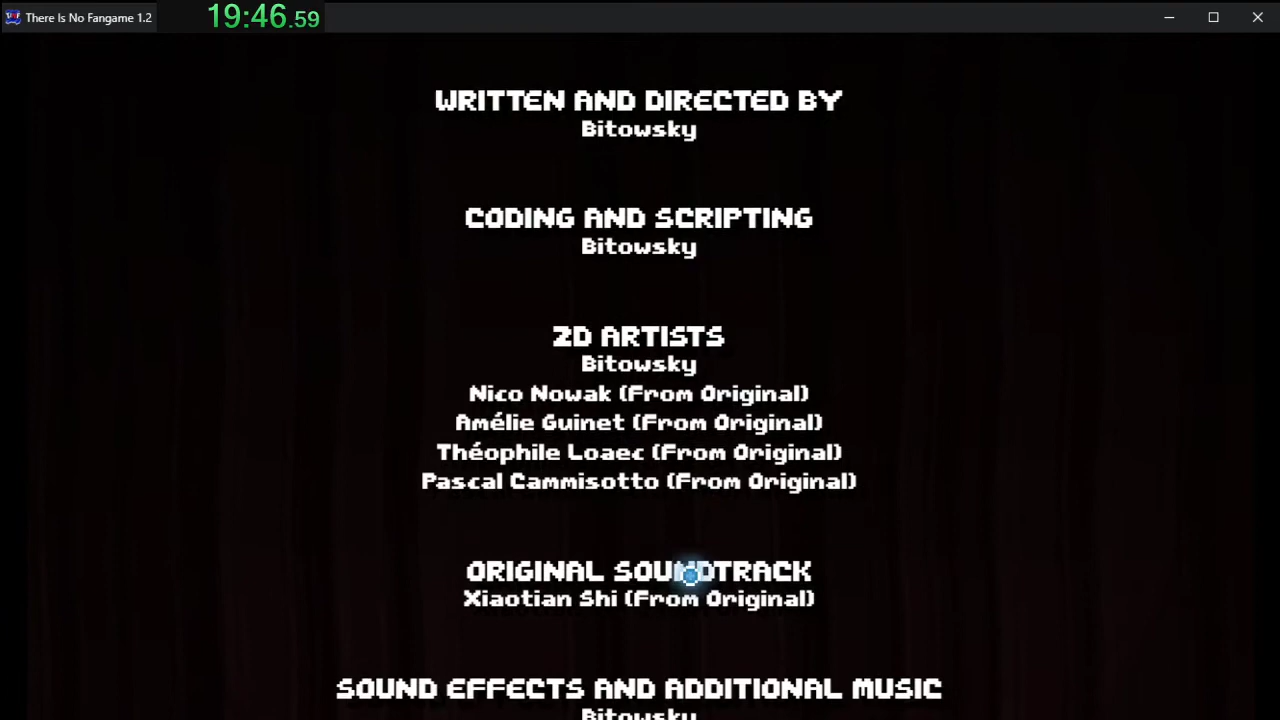 There Is No Fangame 1.2
19:46.59
WRITTEN AND DIRECTED BY
Bitowsky
CODING AND SCRIPTING
Bitowsky
2D ARTISTS
Bitowsky
Nico Nowak (From Original)
Amélie Guinet (From Original)
Théophile Loaec (From Original)
Pascal Cammisotto (From Original)
ORIGINAL SOUNDTRACK
Xiaotian Shi (From Original)
SOUND EFFECTS AND ADDITIONAL MUSIC
Bitowsky